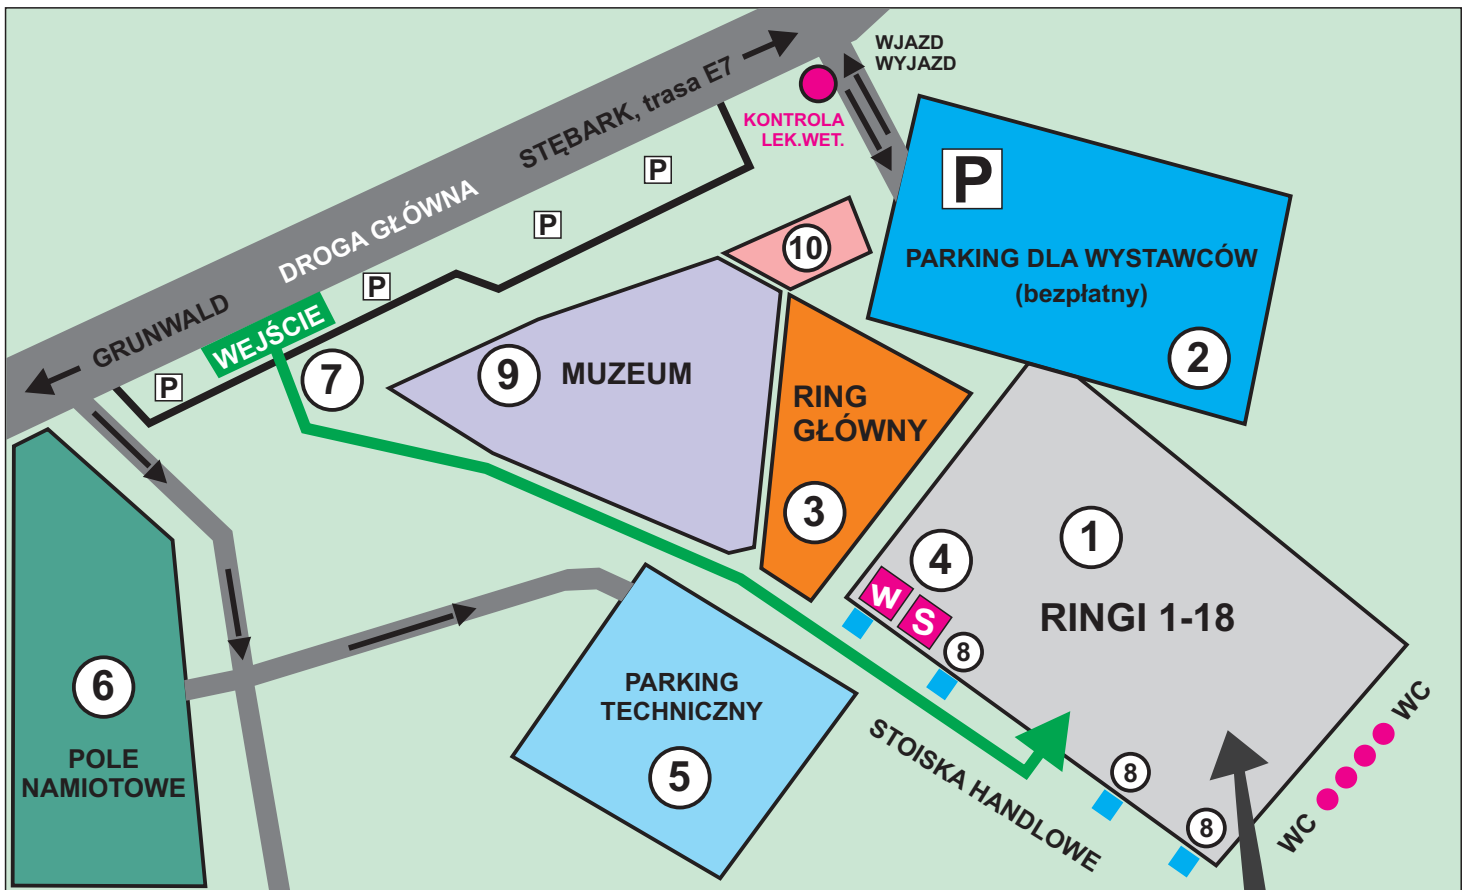 WJAZD
WYJAZD
KONTROLA
LEK.WET.
STĘBARK, trasa E7
DROGA GŁÓWNA
GRUNWALD
WEJŚCIE
P
P
P
P
P
PARKING DLA WYSTAWCÓW
(bezpłatny)
2
10
7
9
MUZEUM
RING
GŁÓWNY
3
4
W
S
1
RINGI 1-18
8
8
8
6
POLE
NAMIOTOWE
PARKING
TECHNICZNY
5
STOISKA HANDLOWE
WC
WC